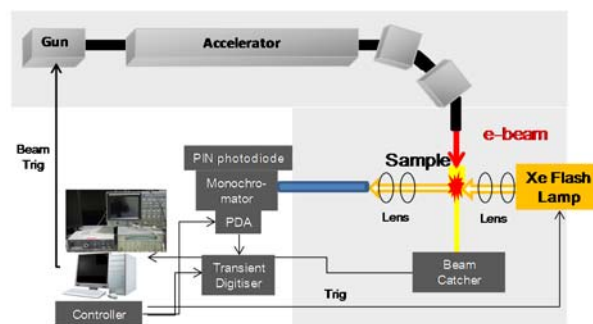 Gun
Accelerator
Beam
Trig
e-beam
PIN photodiode
Sample
Monochro-
mator
Xe Flash
Lamp
PDA
Lens
Lens
Transient
Digitiser
Beam
Catcher
Trig
Controller